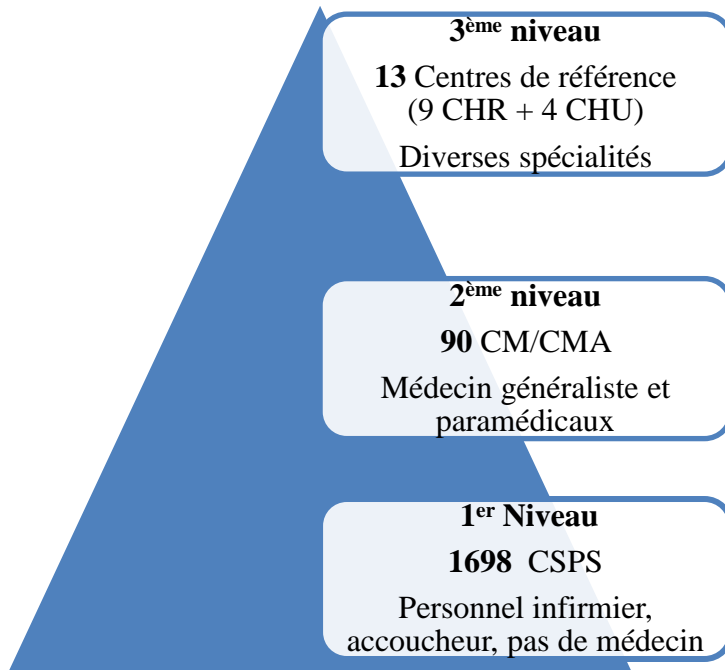 3ème niveau
13 Centres de référence
(9 CHR + 4 CHU)
Diverses spécialités
2ème niveau
90 CM/CMA
Médecin généraliste et
paramédicaux
1er Niveau
1698 CSPS
Personnel infirmier,
accoucheur, pas de médecin